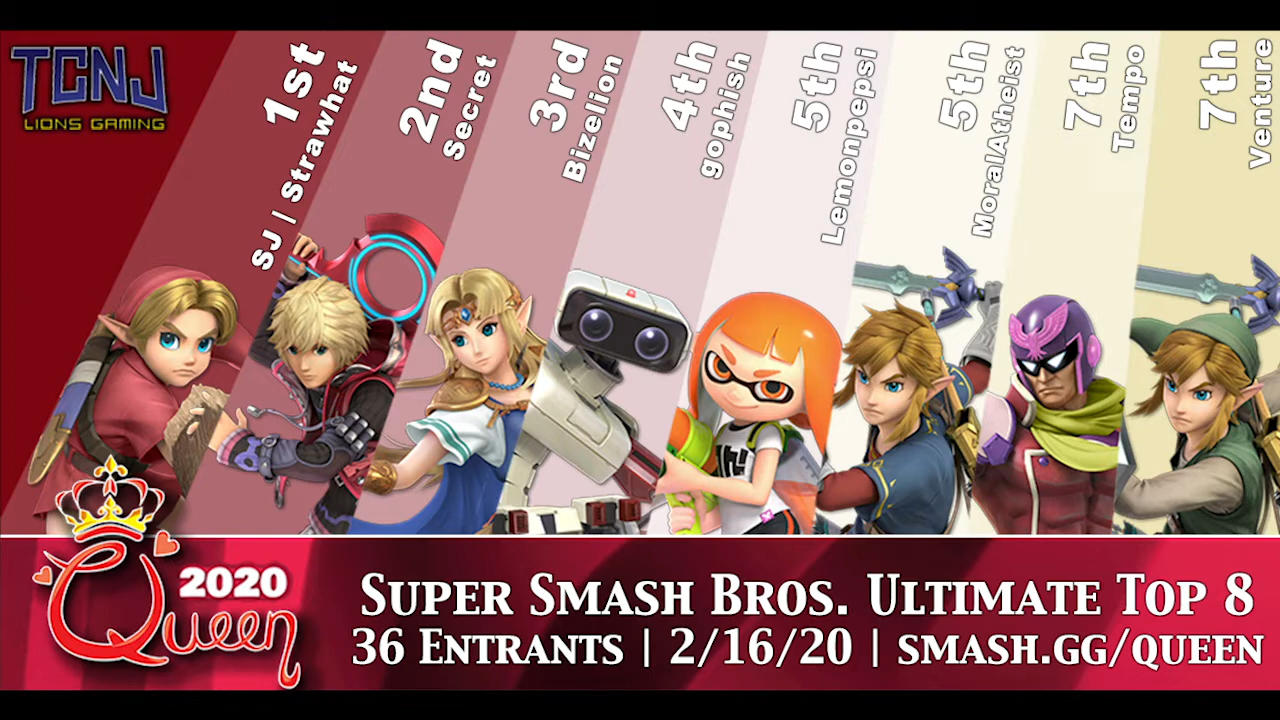 TCNJ
LIONS GAMING
1st
SJ | Strawhat
2nd
Secret
3rd
Bizelion
4th
gophish
5th
Lemonpepsi
5th
MoralAtheist
7th
Tempo
7th
Venture
2020
Queen
Super Smash Bros. Ultimate Top 8
36 Entrants | 2/16/20 | smash.gg/queen